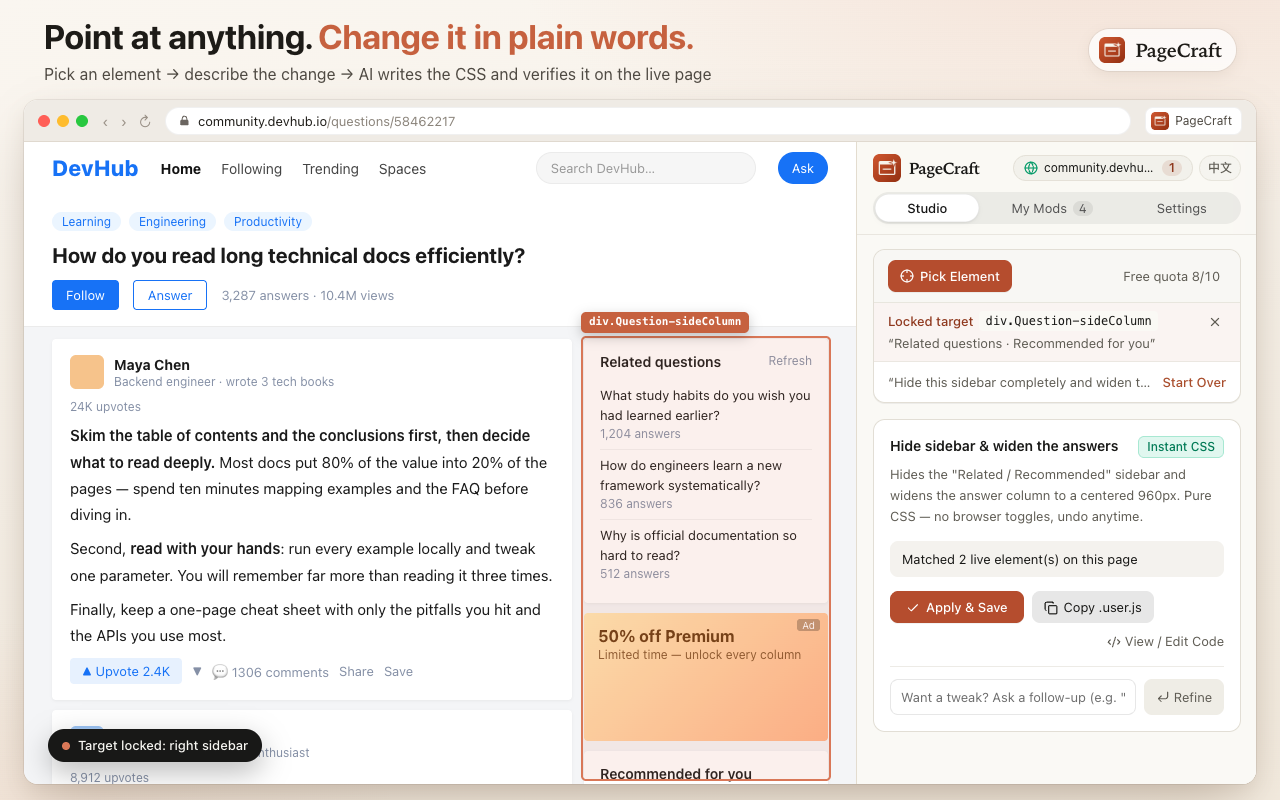 Point at anything. Change it in plain words.
Pick an element → describe the change → AI writes the CSS and verifies it on the live page
PageCraft
community.devhub.io/questions/58462217
PageCraft
DevHub
Home
Following
Trending
Spaces
Search DevHub...
Ask
Learning
Engineering
Productivity
How do you read long technical docs efficiently?
Follow
Answer
3,287 answers · 10.4M views
div.Question-sideColumn
Maya Chen
Backend engineer · wrote 3 tech books
24K upvotes
Skim the table of contents and the conclusions first, then decide
what to read deeply. Most docs put 80% of the value into 20% of the
pages — spend ten minutes mapping examples and the FAQ before
diving in.
Second, read with your hands: run every example locally and tweak
one parameter. You will remember far more than reading it three times.
Finally, keep a one-page cheat sheet with only the pitfalls you hit and
the APIs you use most.
▲ Upvote 2.4K
▼
💬 1306 comments
Share
Save
nthusiast
8,912 upvotes
Target locked: right sidebar
Related questions
Refresh
What study habits do you wish you
had learned earlier?
1,204 answers
How do engineers learn a new
framework systematically?
836 answers
Why is official documentation so
hard to read?
512 answers
Ad
50% off Premium
Limited time — unlock every column
Recommended for you
PageCraft
community.devhu...
1
中文
Studio
My Mods 4
Settings
Pick Element
Free quota 8/10
Locked target div.Question-sideColumn
“Related questions · Recommended for you”
“Hide this sidebar completely and widen t...
Start Over
Hide sidebar & widen the answers
Instant CSS
Hides the "Related / Recommended" sidebar and
widens the answer column to a centered 960px. Pure
CSS — no browser toggles, undo anytime.
Matched 2 live element(s) on this page
Apply & Save
Copy .user.js
View / Edit Code
Want a tweak? Ask a follow-up (e.g. "
Refine